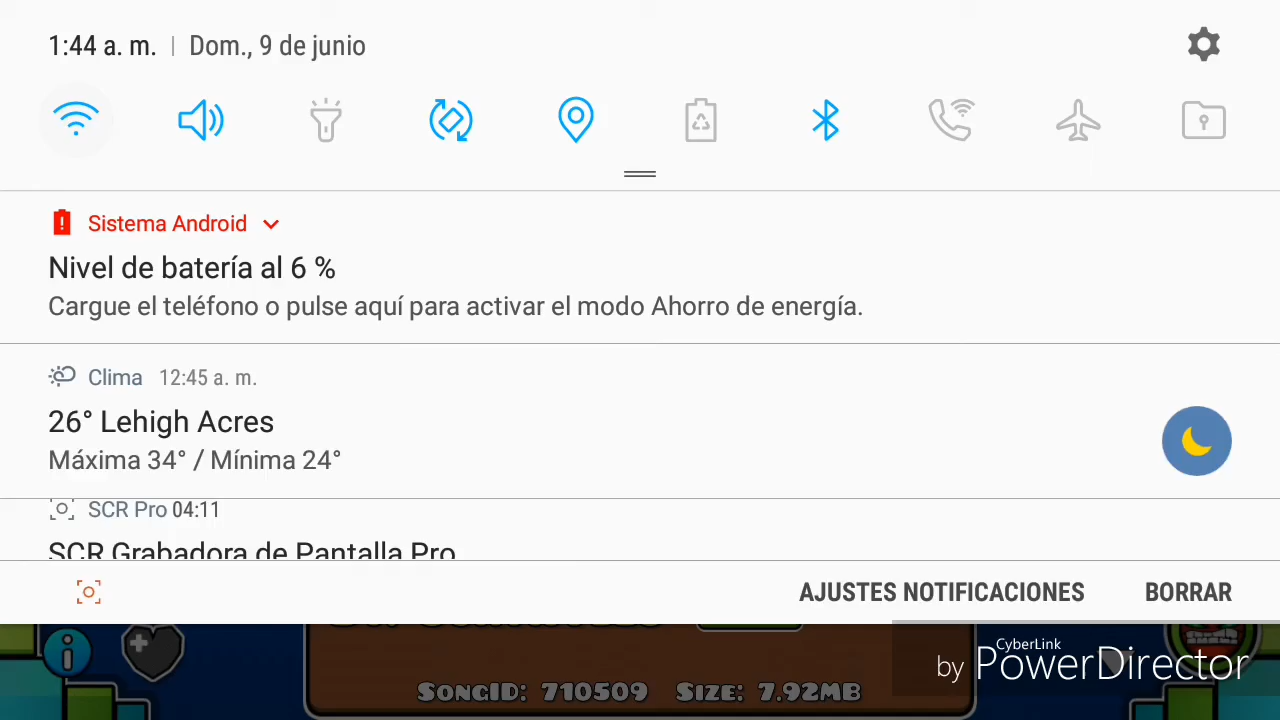 1:44 a. m. | Dom., 9 de junio
Sistema Android
Nivel de batería al 6 %
Cargue el teléfono o pulse aquí para activar el modo Ahorro de energía.
Clima 12:45 a. m.
26° Lehigh Acres
Máxima 34° / Mínima 24°
SCR Pro 04:11
SCR Grabadora de Pantalla Pro
AJUSTES NOTIFICACIONES BORRAR
CyberLink
by PowerDirector
SongID: 710509 Size: 7.92MB